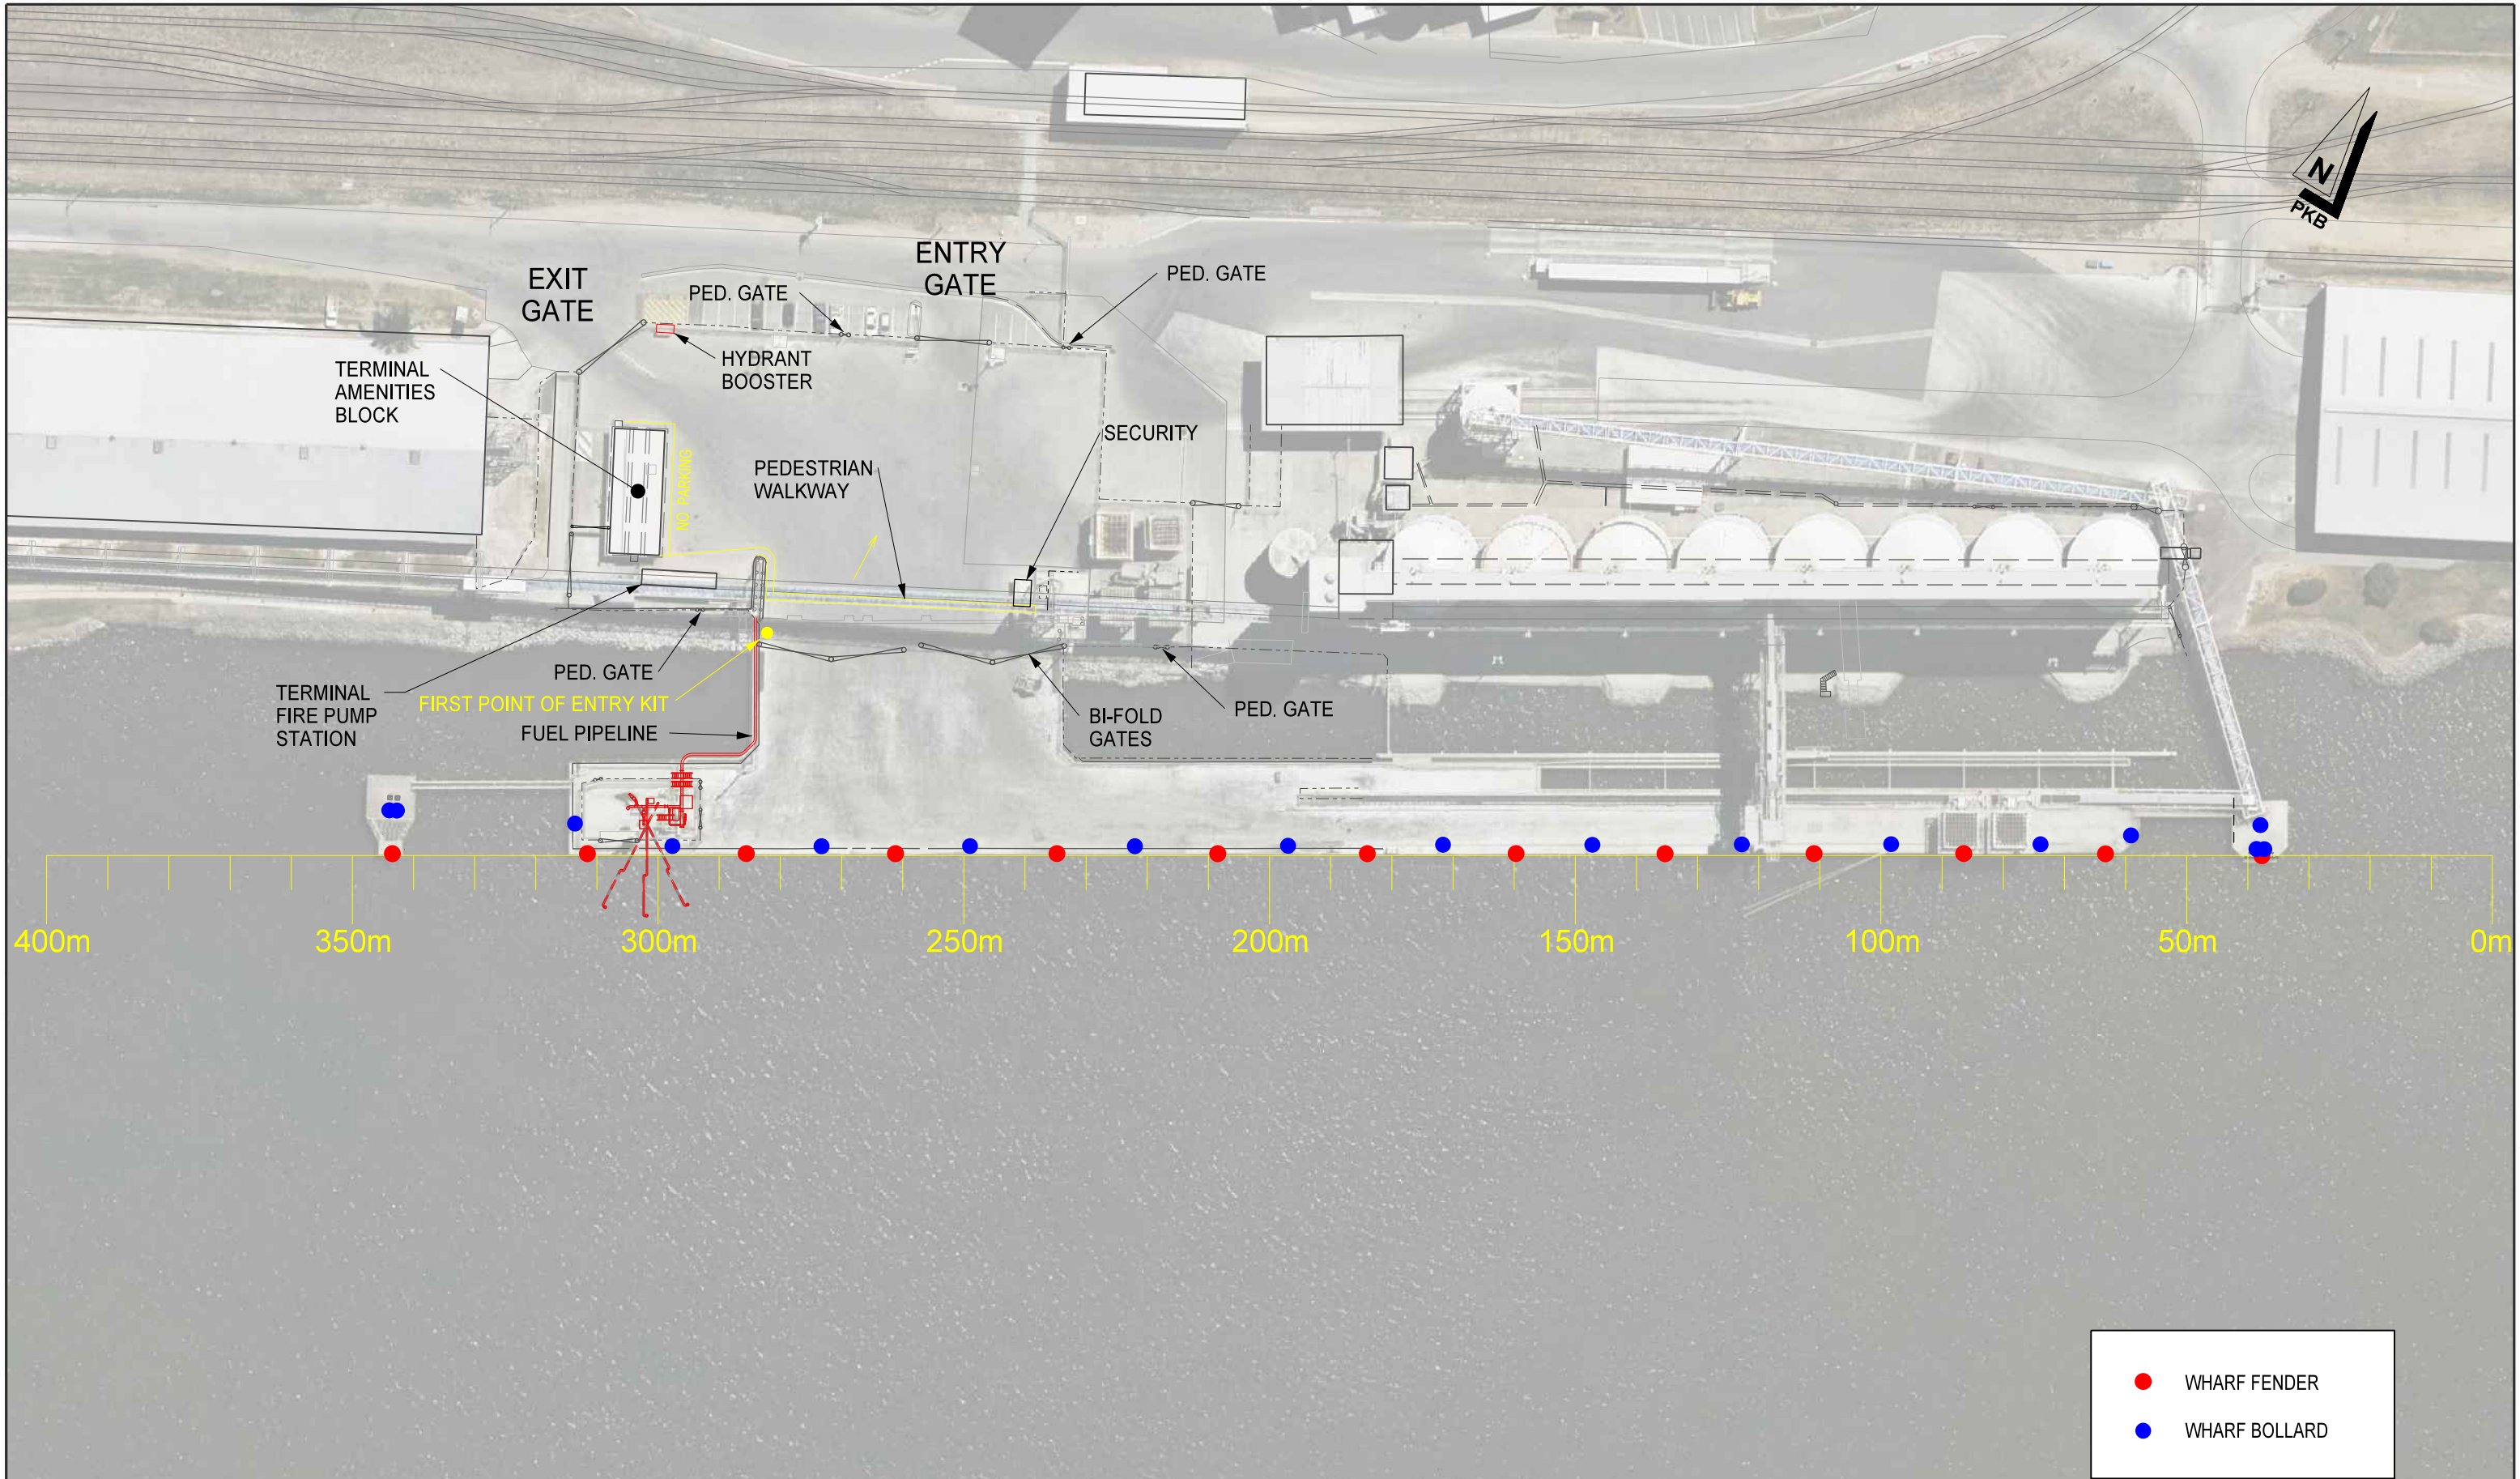 N
PKB
EXIT
GATE
ENTRY
GATE
PED. GATE
PED. GATE
HYDRANT
BOOSTER
TERMINAL
AMENITIES
BLOCK
NO PARKING
PEDESTRIAN
WALKWAY
SECURITY
PED. GATE
FIRST POINT OF ENTRY KIT
FUEL PIPELINE
TERMINAL
FIRE PUMP
STATION
BI-FOLD
GATES
PED. GATE
400m
350m
300m
250m
200m
150m
100m
50m
0m
WHARF FENDER
WHARF BOLLARD